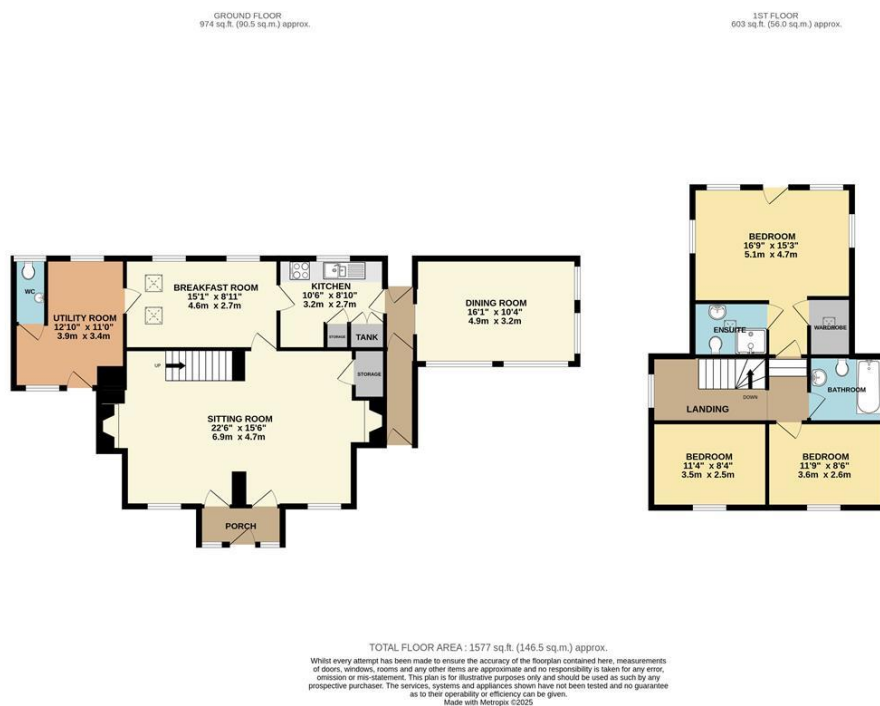 GROUND FLOOR
974 sq.ft. (90.5 sq.m.) approx.
1ST FLOOR
603 sq.ft. (56.0 sq.m.) approx.
WC
UTILITY ROOM
12'10" x 11'0"
3.9m x 3.4m
BREAKFAST ROOM
15'1" x 8'11"
4.6m x 2.7m
KITCHEN
10'6" x 8'10"
3.2m x 2.7m
STORAGE
TANK
DINING ROOM
16'1" x 10'4"
4.9m x 3.2m
UP
STORAGE
SITTING ROOM
22'6" x 15'6"
6.9m x 4.7m
PORCH
BEDROOM
16'9" x 15'3"
5.1m x 4.7m
ENSUITE
WARDROBE
BATHROOM
DOWN
LANDING
BEDROOM
11'4" x 8'4"
3.5m x 2.5m
BEDROOM
11'9" x 8'6"
3.6m x 2.6m
TOTAL FLOOR AREA : 1577 sq.ft. (146.5 sq.m.) approx.
Whilst every attempt has been made to ensure the accuracy of the floorplan contained here, measurements
of doors, windows, rooms and any other items are approximate and no responsibility is taken for any error,
omission or mis-statement. This plan is for illustrative purposes only and should be used as such by any
prospective purchaser. The services, systems and appliances shown have not been tested and no guarantee
as to their operability or efficiency can be given.
Made with Metropix ©2025